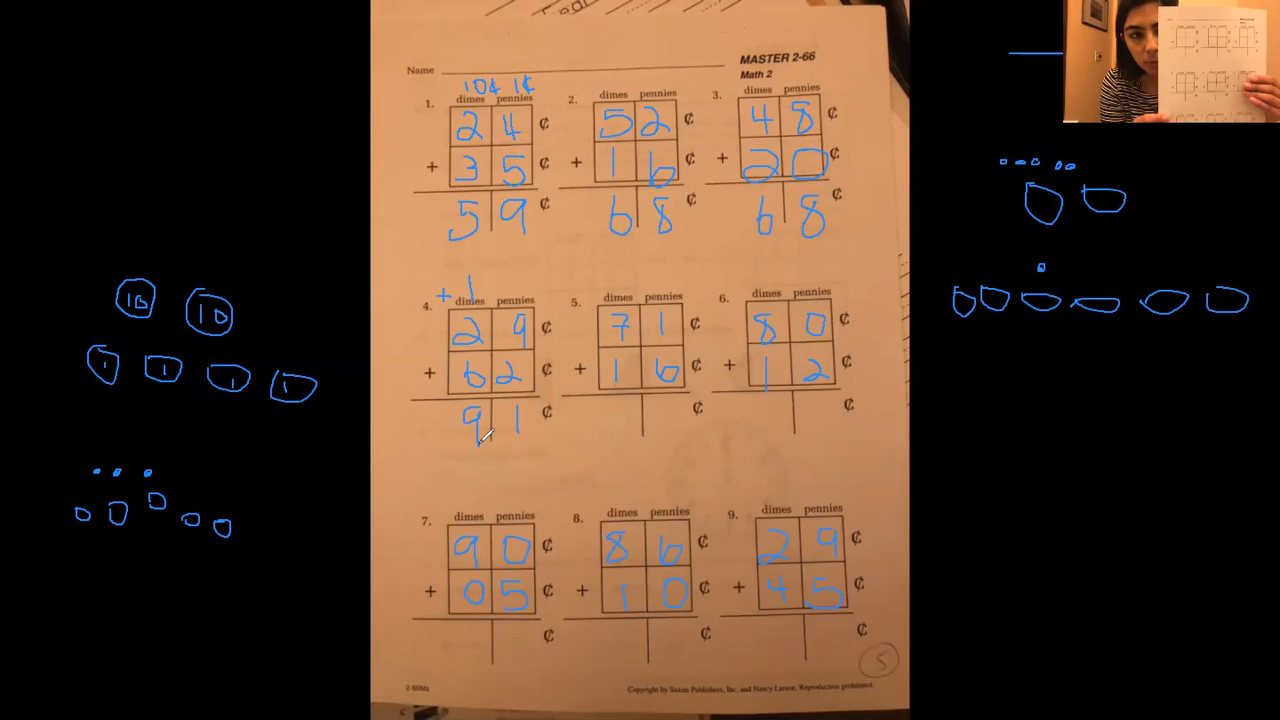 MASTER 2-66
Name
Math 2
10¢ 1¢
1. dimes pennies
2 4 ¢
+ 3 5 ¢
5 9 ¢
2. dimes pennies
5 2 ¢
+ 1 6 ¢
6 8 ¢
3. dimes pennies
4 8 ¢
+ 2 0 ¢
6 8 ¢
+ 1
4. dimes pennies
2 9 ¢
+ 6 2 ¢
9 1 ¢
5. dimes pennies
7 1 ¢
+ 1 6 ¢
¢
6. dimes pennies
8 0 ¢
+ 1 2 ¢
¢
7. dimes pennies
9 0 ¢
+ 0 5 ¢
¢
8. dimes pennies
8 6 ¢
+ 1 0 ¢
¢
9. dimes pennies
2 9 ¢
+ 4 5 ¢
¢
5
2-66Ma
Copyright by Saxon Publishers, Inc. and Nancy Larson. Reproduction prohibited.
10 10
1 1 1 1